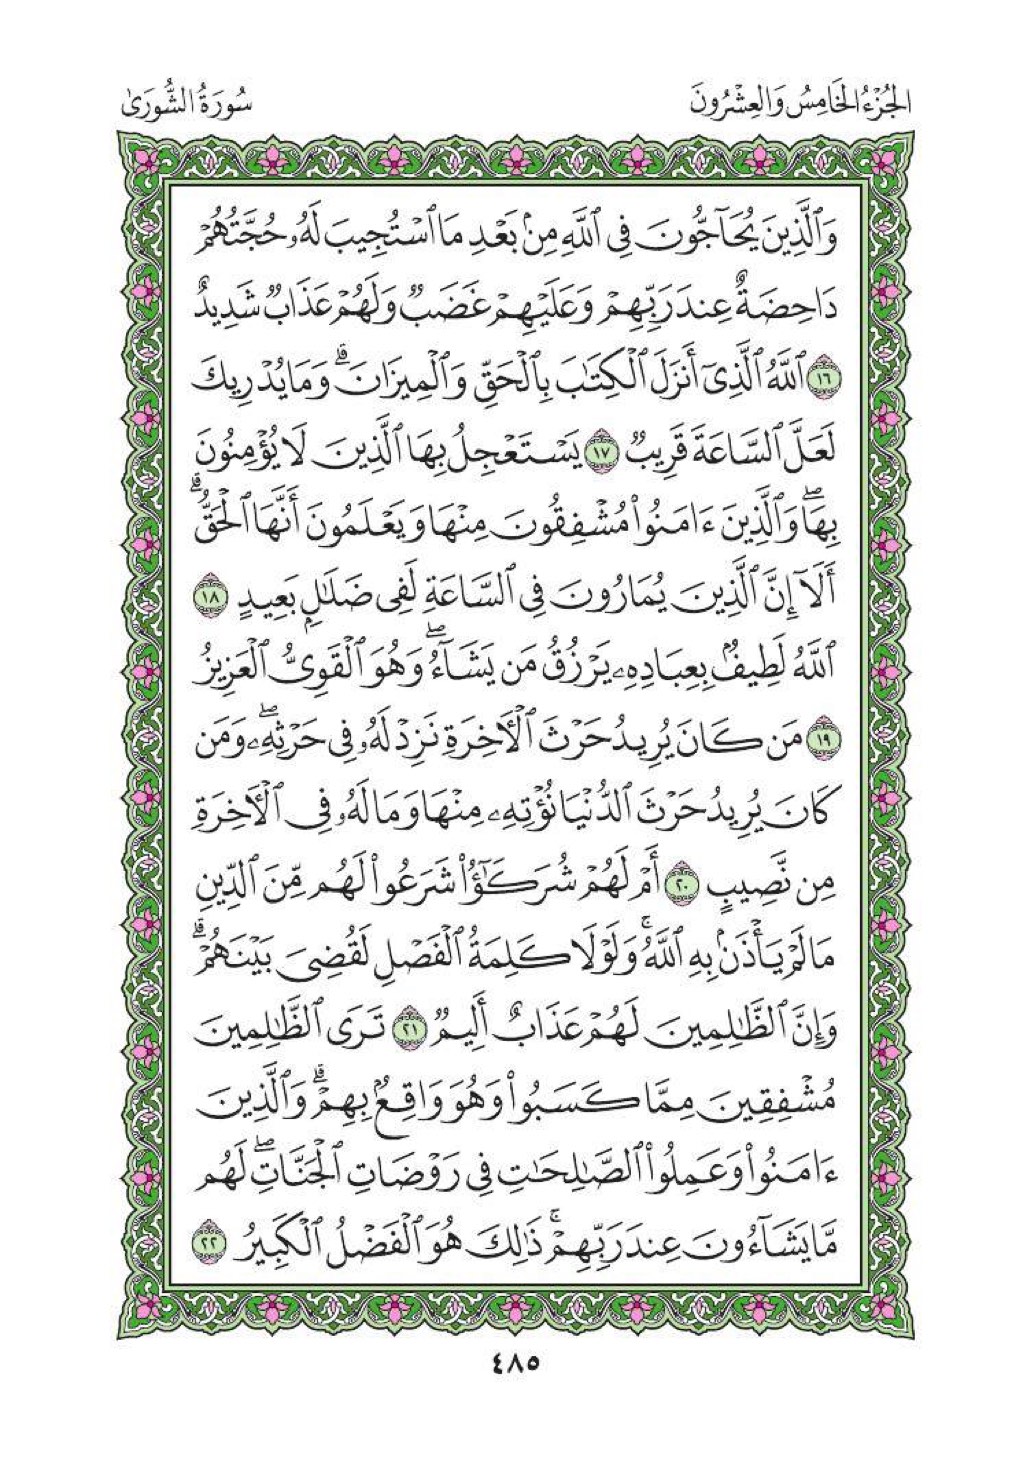 الجُزْءُ الخَامِسُ وَالعِشْرُونَ
سُورَةُ الشُّورَىٰ
وَٱلَّذِينَ يُحَآجُّونَ فِى ٱللَّهِ مِنۢ بَعْدِ مَا ٱسْتُجِيبَ لَهُۥ حُجَّتُهُمْ
دَاحِضَةٌ عِندَ رَبِّهِمْ وَعَلَيْهِمْ غَضَبٌ وَلَهُمْ عَذَابٌ شَدِيدٌ
١٦ ٱللَّهُ ٱلَّذِىٓ أَنزَلَ ٱلْكِتَٰبَ بِٱلْحَقِّ وَٱلْمِيزَانَ ۗ وَمَا يُدْرِيكَ
لَعَلَّ ٱلسَّاعَةَ قَرِيبٌ ١٧ يَسْتَعْجِلُ بِهَا ٱلَّذِينَ لَا يُؤْمِنُونَ
بِهَا ۖ وَٱلَّذِينَ ءَامَنُوا۟ مُشْفِقُونَ مِنْهَا وَيَعْلَمُونَ أَنَّهَا ٱلْحَقُّ ۗ
أَلَآ إِنَّ ٱلَّذِينَ يُمَارُونَ فِى ٱلسَّاعَةِ لَفِى ضَلَٰلٍۭ بَعِيدٍ ١٨
ٱللَّهُ لَطِيفٌۢ بِعِبَادِهِۦ يَرْزُقُ مَن يَشَآءُ ۖ وَهُوَ ٱلْقَوِىُّ ٱلْعَزِيزُ
١٩ مَن كَانَ يُرِيدُ حَرْثَ ٱلْـَٔاخِرَةِ نَزِدْ لَهُۥ فِى حَرْثِهِۦ ۖ وَمَن
كَانَ يُرِيدُ حَرْثَ ٱلدُّنْيَا نُؤْتِهِۦ مِنْهَا وَمَا لَهُۥ فِى ٱلْـَٔاخِرَةِ
مِن نَّصِيبٍ ٢٠ أَمْ لَهُمْ شُرَكَٰٓؤُا۟ شَرَعُوا۟ لَهُم مِّنَ ٱلدِّينِ
مَا لَمْ يَأْذَنۢ بِهِ ٱللَّهُ ۚ وَلَوْلَا كَلِمَةُ ٱلْفَصْلِ لَقُضِىَ بَيْنَهُمْ ۗ
وَإِنَّ ٱلظَّٰلِمِينَ لَهُمْ عَذَابٌ أَلِيمٌ ٢١ تَرَى ٱلظَّٰلِمِينَ
مُشْفِقِينَ مِمَّا كَسَبُوا۟ وَهُوَ وَاقِعٌۢ بِهِمْ ۗ وَٱلَّذِينَ
ءَامَنُوا۟ وَعَمِلُوا۟ ٱلصَّٰلِحَٰتِ فِى رَوْضَاتِ ٱلْجَنَّاتِ ۖ لَهُم
مَّا يَشَآءُونَ عِندَ رَبِّهِمْ ۚ ذَٰلِكَ هُوَ ٱلْفَضْلُ ٱلْكَبِيرُ ٢٢
٤٨٥